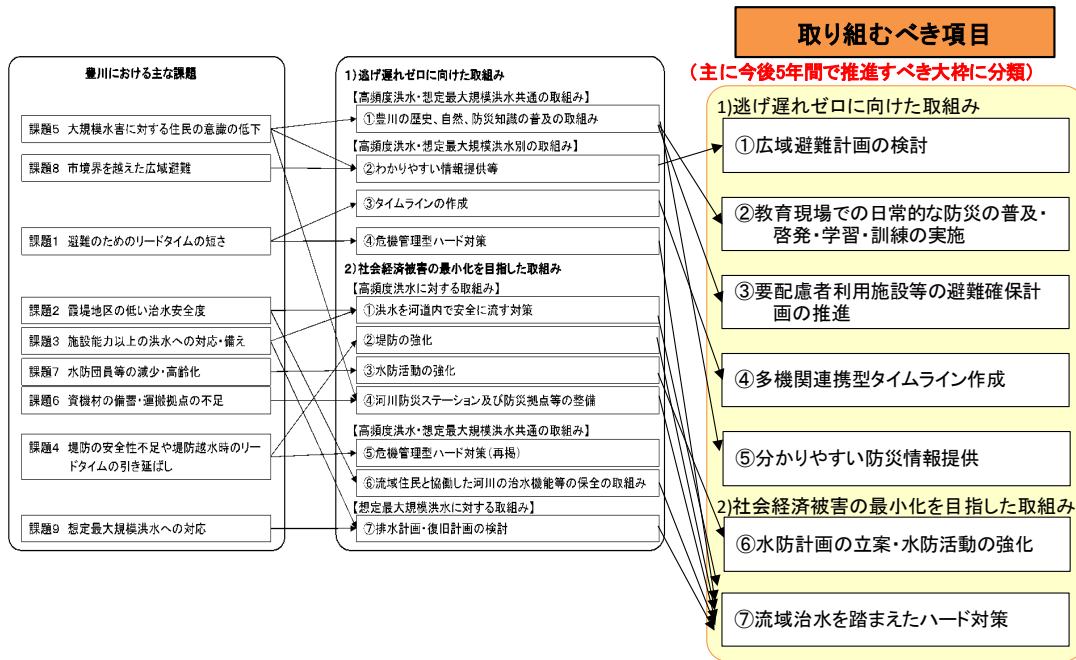 取り組むべき項目
(主に今後5年間で推進すべき大枠に分類)
豊川における主な課題
課題5 大規模水害に対する住民の意識の低下
課題8 市境界を越えた広域避難
課題1 避難のためのリードタイムの短さ
課題2 霞堤地区の低い治水安全度
課題3 施設能力以上の洪水への対応・備え
課題7 水防団員等の減少・高齢化
課題6 資機材の備蓄・運搬拠点の不足
課題4 堤防の安全性不足や堤防越水時のリー
ドタイムの引き延ばし
課題9 想定最大規模洪水への対応
1)逃げ遅れゼロに向けた取組み
【高頻度洪水・想定最大規模洪水共通の取組み】
①豊川の歴史、自然、防災知識の普及の取組み
【高頻度洪水・想定最大規模洪水別の取組み】
②わかりやすい情報提供等
③タイムラインの作成
④危機管理型ハード対策
2)社会経済被害の最小化を目指した取組み
【高頻度洪水に対する取組み】
①洪水を河道内で安全に流す対策
②堤防の強化
③水防活動の強化
④河川防災ステーション及び防災拠点等の整備
【高頻度洪水・想定最大規模洪水共通の取組み】
⑤危機管理型ハード対策(再掲)
⑥流域住民と協働した河川の治水機能等の保全の取組み
【想定最大規模洪水に対する取組み】
⑦排水計画・復旧計画の検討
1)逃げ遅れゼロに向けた取組み
①広域避難計画の検討
②教育現場での日常的な防災の普及・
啓発・学習・訓練の実施
③要配慮者利用施設等の避難確保計
画の推進
④多機関連携型タイムライン作成
⑤分かりやすい防災情報提供
2)社会経済被害の最小化を目指した取組み
⑥水防計画の立案・水防活動の強化
⑦流域治水を踏まえたハード対策